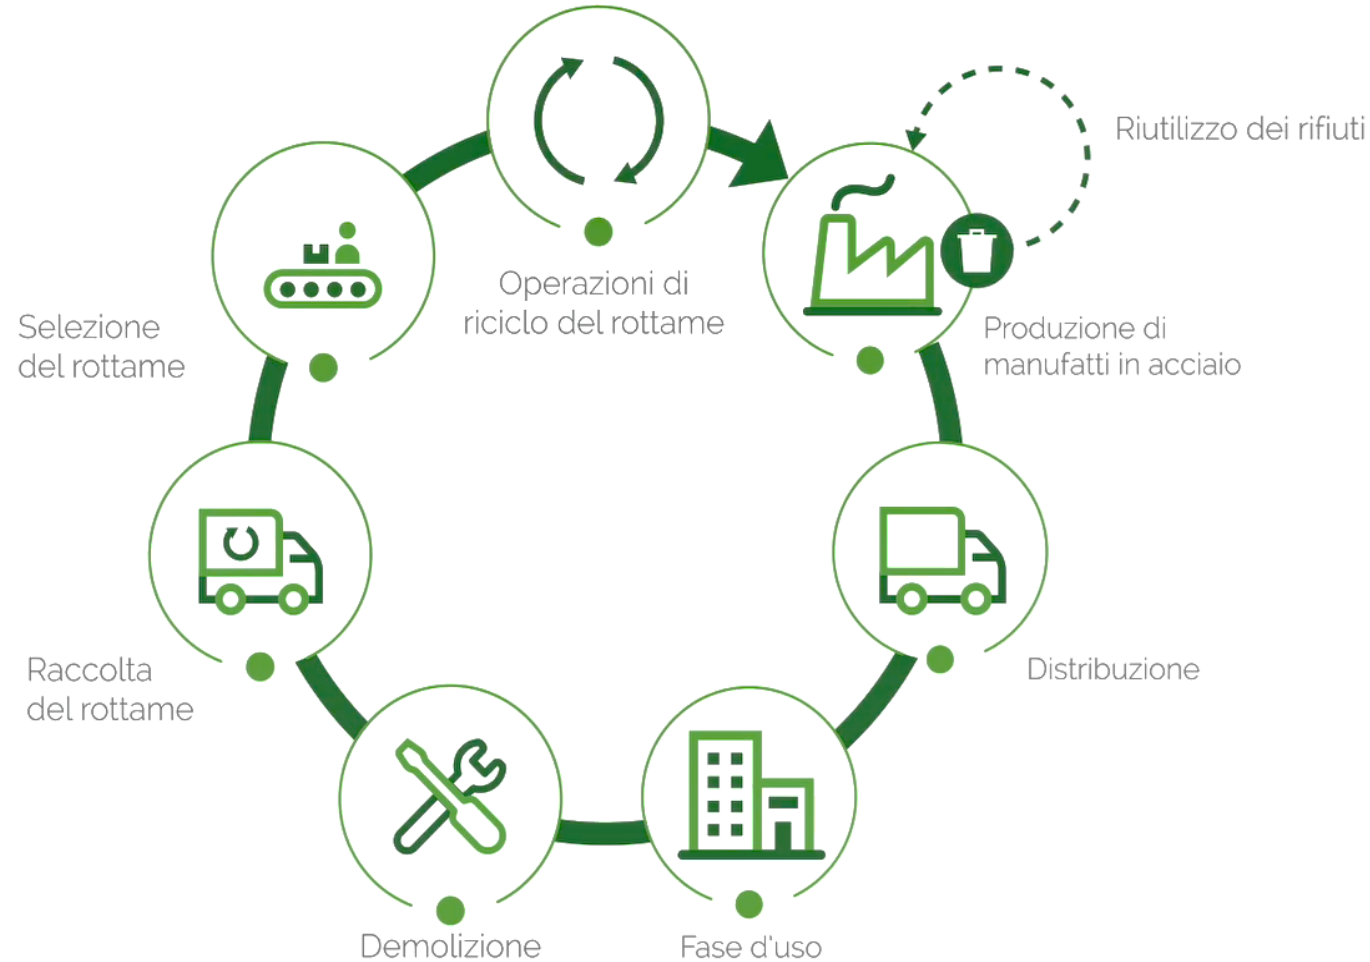 Riutilizzo dei rifiuti
Operazioni di
riciclo del rottame
Produzione di
manufatti in acciaio
Selezione
del rottame
Raccolta
del rottame
Distribuzione
Demolizione
Fase d'uso